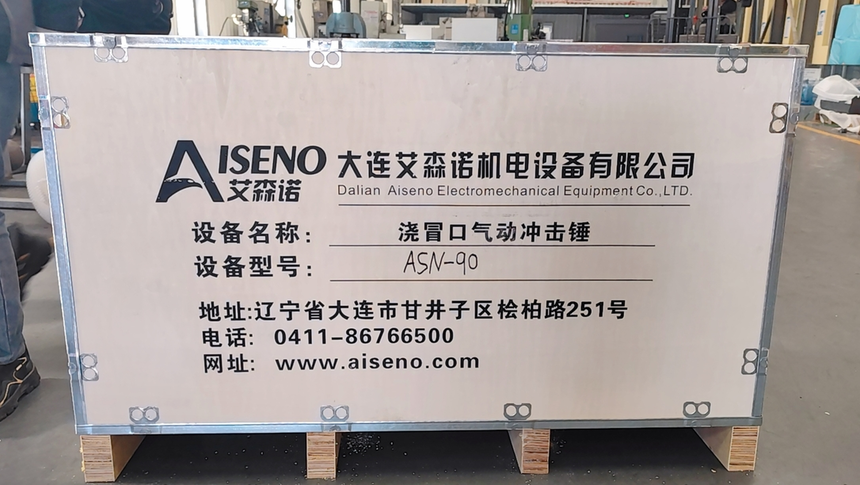 AISENO 大连艾森诺机电设备有限公司
艾森诺 Dalian Aiseno Electromechanical Equipment Co.,LTD.
设备名称: 浇冒口气动冲击锤
设备型号: ASN-90
地址:辽宁省大连市甘井子区桧柏路251号
电话: 0411-86766500
网址: www.aiseno.com